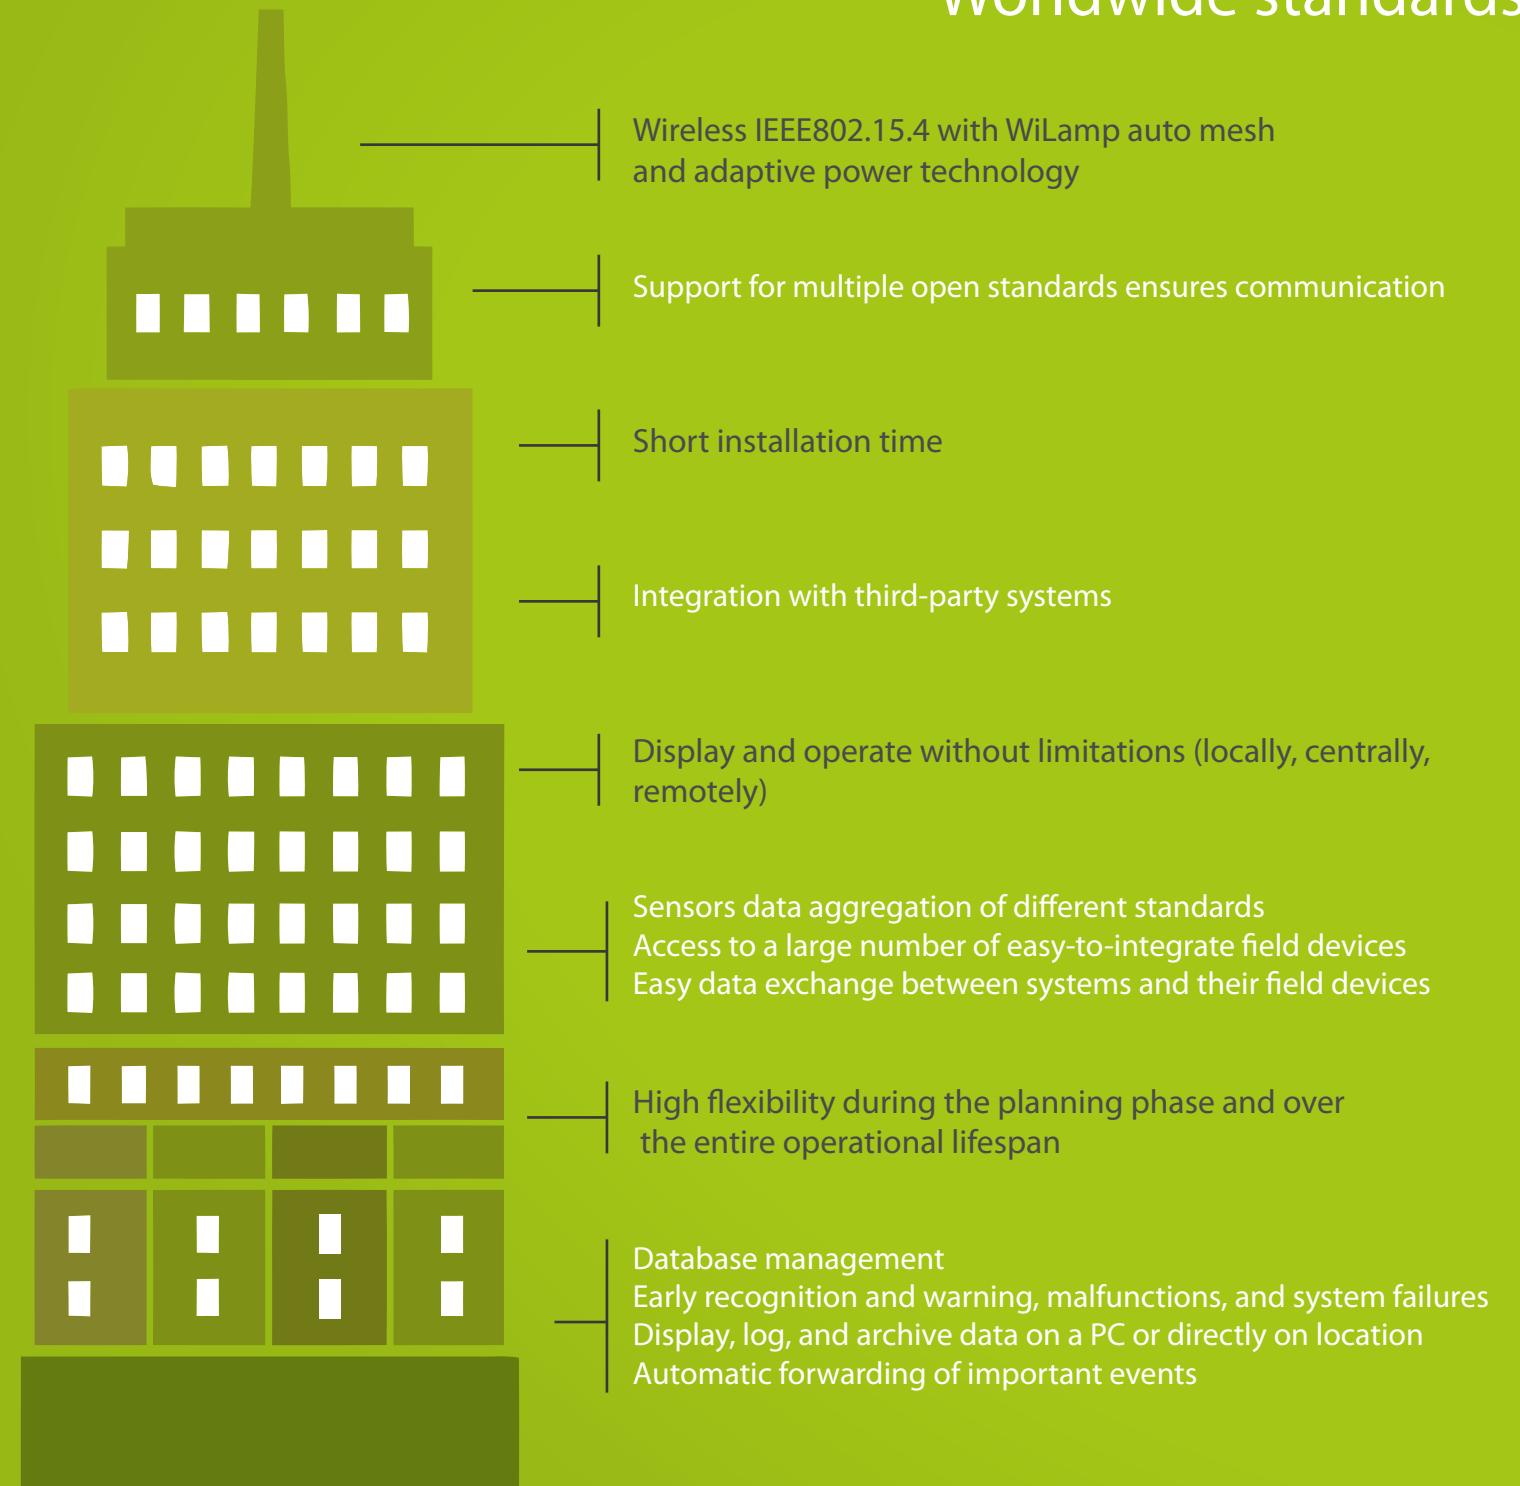 Worldwide standards
Wireless IEEE802.15.4 with WiLamp auto mesh
and adaptive power technology
Support for multiple open standards ensures communication
Short installation time
Integration with third-party systems
Display and operate without limitations (locally, centrally,
remotely)
Sensors data aggregation of different standards
Access to a large number of easy-to-integrate field devices
Easy data exchange between systems and their field devices
High flexibility during the planning phase and over
the entire operational lifespan
Database management
Early recognition and warning, malfunctions, and system failures
Display, log, and archive data on a PC or directly on location
Automatic forwarding of important events